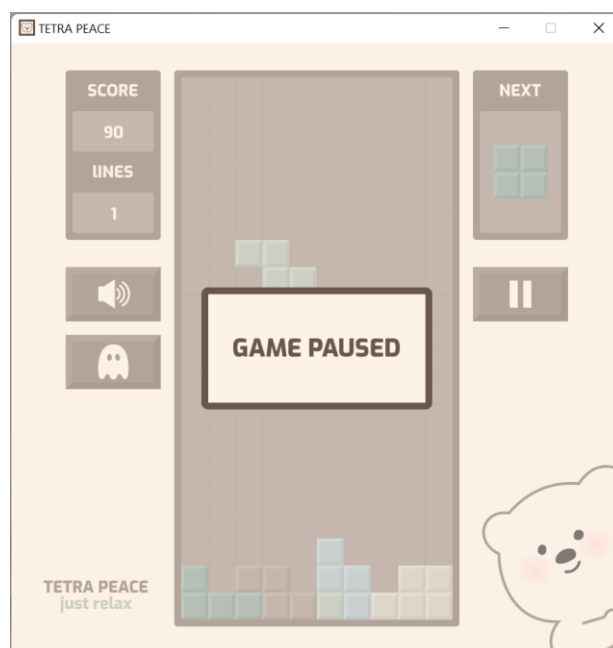 TETRA PEACE
SCORE
90
lINES
1
NEXT
GAME PAUSED
TETRA PEACE
just relax